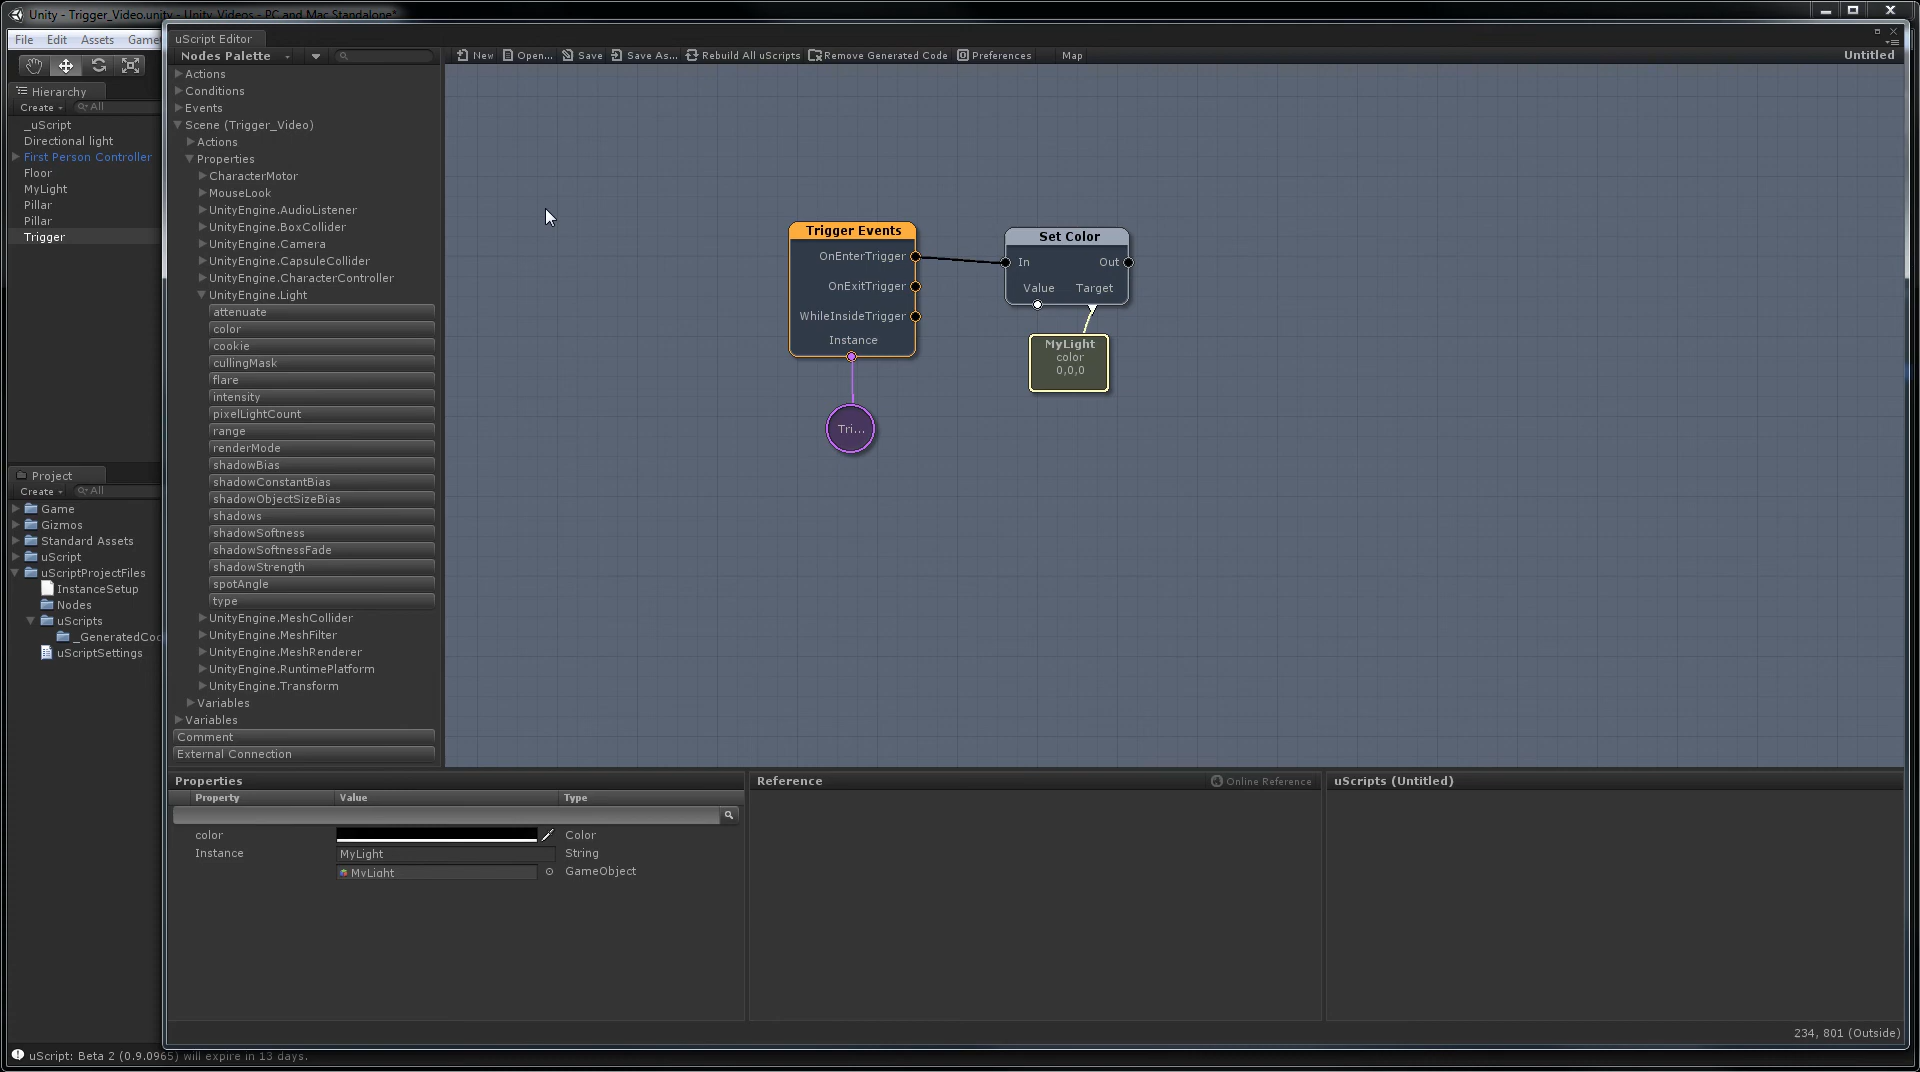 Unity - Trigger_Video.unity - Unity_Videos - PC and Mac Standalone*
File Edit Assets Game
uScript Editor
Nodes Palette
New Open... Save Save As... Rebuild All uScripts Remove Generated Code Preferences Map Untitled
Hierarchy
Create All
_uScript
Directional light
First Person Controller
Floor
MyLight
Pillar
Pillar
Trigger
Project
Create All
Game
Gizmos
Standard Assets
uScript
uScriptProjectFiles
InstanceSetup
Nodes
uScripts
_GeneratedCoc
uScriptSettings
Actions
Conditions
Events
Scene (Trigger_Video)
Actions
Properties
CharacterMotor
MouseLook
UnityEngine.AudioListener
UnityEngine.BoxCollider
UnityEngine.Camera
UnityEngine.CapsuleCollider
UnityEngine.CharacterController
UnityEngine.Light
attenuate
color
cookie
cullingMask
flare
intensity
pixelLightCount
range
renderMode
shadowBias
shadowConstantBias
shadowObjectSizeBias
shadows
shadowSoftness
shadowSoftnessFade
shadowStrength
spotAngle
type
UnityEngine.MeshCollider
UnityEngine.MeshFilter
UnityEngine.MeshRenderer
UnityEngine.RuntimePlatform
UnityEngine.Transform
Variables
Variables
Comment
External Connection
Trigger Events
OnEnterTrigger
OnExitTrigger
WhileInsideTrigger
Instance
Tri...
Set Color
In Out
Value Target
MyLight
color
0,0,0
Properties
Property Value Type
color Color
Instance MyLight String
MyLight GameObject
Reference Online Reference
uScripts (Untitled)
234, 801 (Outside)
uScript: Beta 2 (0.9.0965) will expire in 13 days.